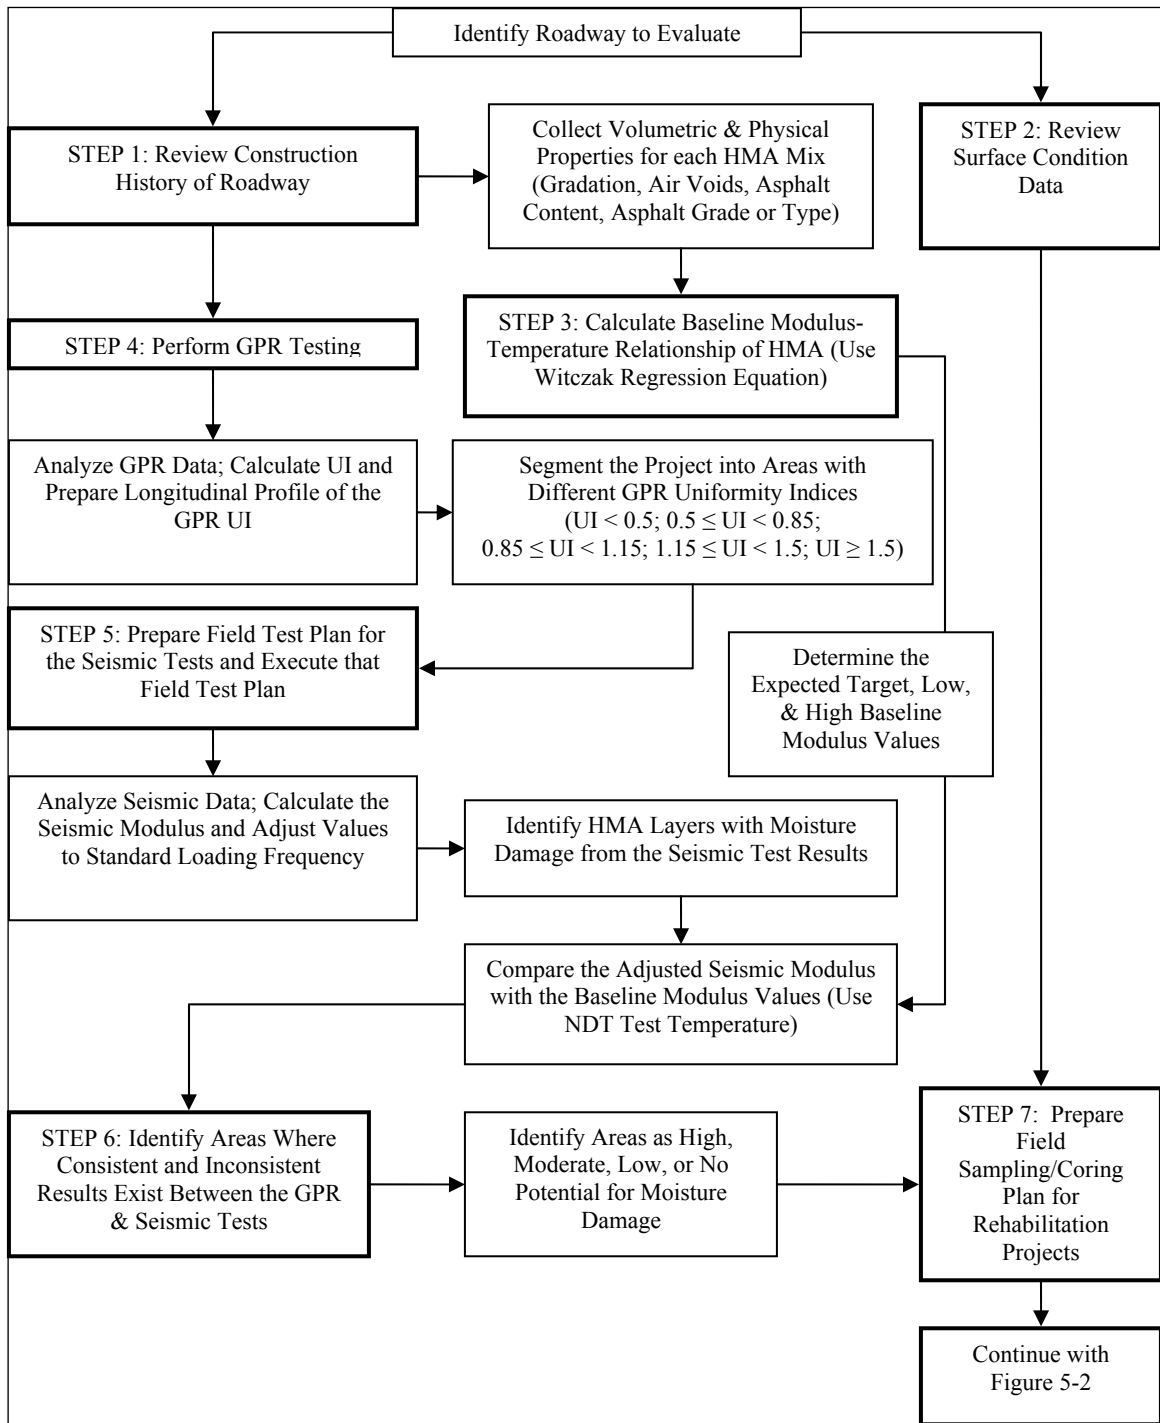 Identify Roadway to Evaluate
STEP 1: Review Construction
History of Roadway
Collect Volumetric & Physical
Properties for each HMA Mix
(Gradation, Air Voids, Asphalt
Content, Asphalt Grade or Type)
STEP 2: Review
Surface Condition
Data
STEP 3: Calculate Baseline Modulus-
Temperature Relationship of HMA (Use
Witczak Regression Equation)
STEP 4: Perform GPR Testing
Analyze GPR Data; Calculate UI and
Prepare Longitudinal Profile of the
GPR UI
Segment the Project into Areas with
Different GPR Uniformity Indices
(UI < 0.5; 0.5 ≤ UI < 0.85;
0.85 ≤ UI < 1.15; 1.15 ≤ UI < 1.5; UI ≥ 1.5)
STEP 5: Prepare Field Test Plan for
the Seismic Tests and Execute that
Field Test Plan
Determine the
Expected Target, Low,
& High Baseline
Modulus Values
Analyze Seismic Data; Calculate the
Seismic Modulus and Adjust Values
to Standard Loading Frequency
Identify HMA Layers with Moisture
Damage from the Seismic Test Results
Compare the Adjusted Seismic Modulus
with the Baseline Modulus Values (Use
NDT Test Temperature)
STEP 6: Identify Areas Where
Consistent and Inconsistent
Results Exist Between the GPR
& Seismic Tests
Identify Areas as High,
Moderate, Low, or No
Potential for Moisture
Damage
STEP 7: Prepare
Field
Sampling/Coring
Plan for
Rehabilitation
Projects
Continue with
Figure 5-2